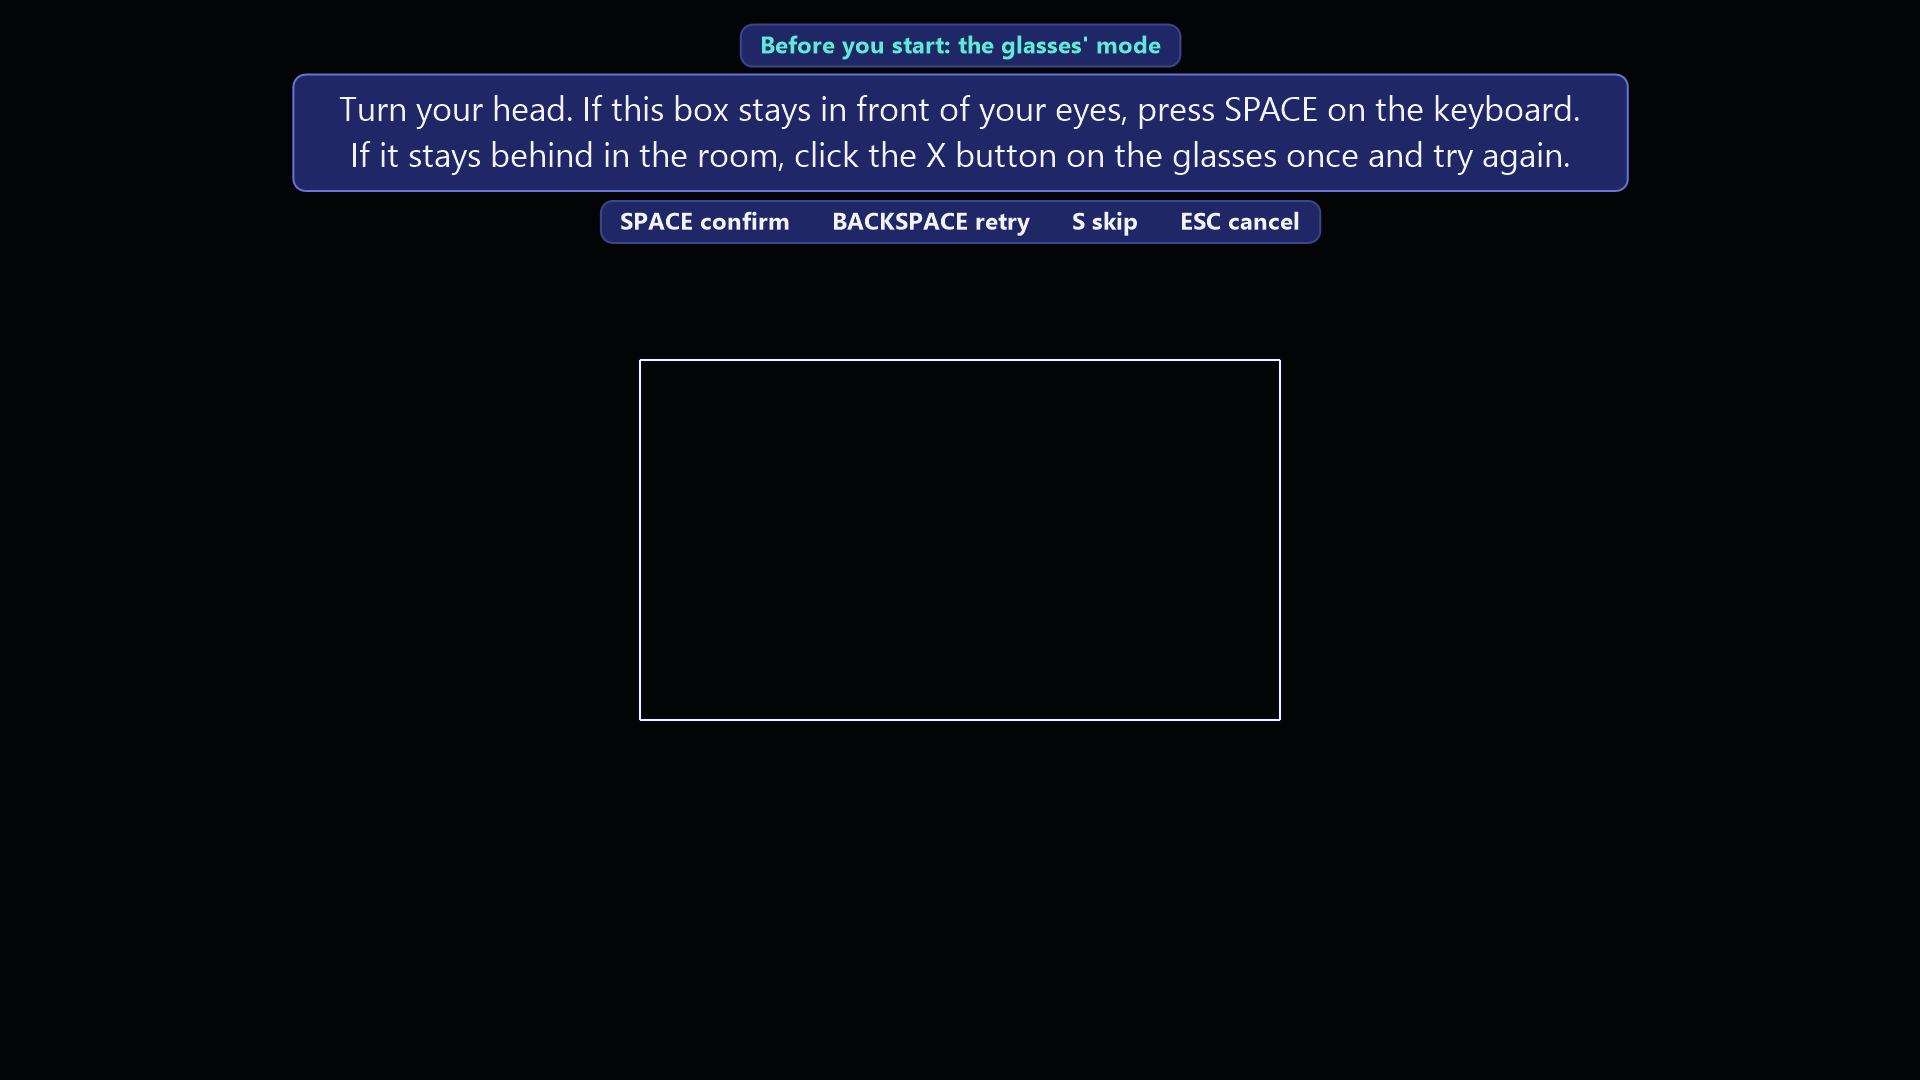 Before you start: the glasses' mode
Turn your head. If this box stays in front of your eyes, press SPACE on the keyboard.
If it stays behind in the room, click the X button on the glasses once and try again.
SPACE confirm BACKSPACE retry S skip ESC cancel